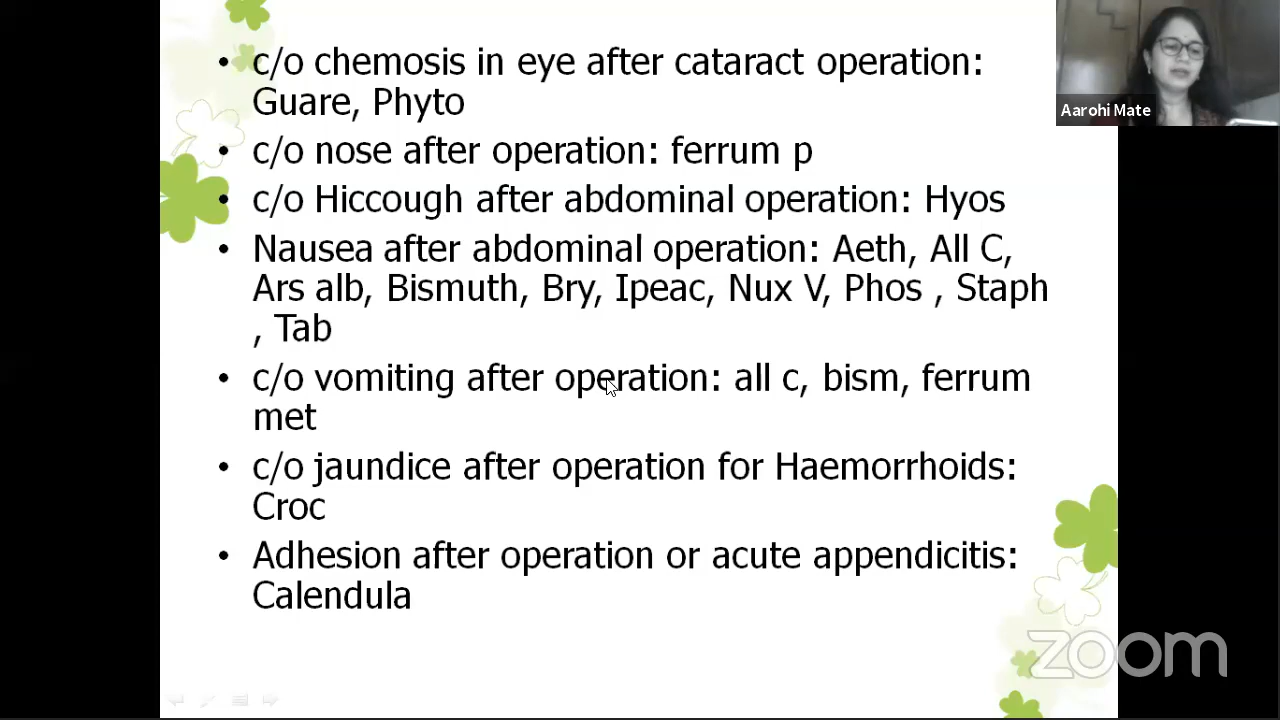 • c/o chemosis in eye after cataract operation:
Guare, Phyto
• c/o nose after operation: ferrum p
• c/o Hiccough after abdominal operation: Hyos
• Nausea after abdominal operation: Aeth, All C,
Ars alb, Bismuth, Bry, Ipeac, Nux V, Phos , Staph
, Tab
• c/o vomiting after operation: all c, bism, ferrum
met
• c/o jaundice after operation for Haemorrhoids:
Croc
• Adhesion after operation or acute appendicitis:
Calendula
Aarohi Mate
zoom